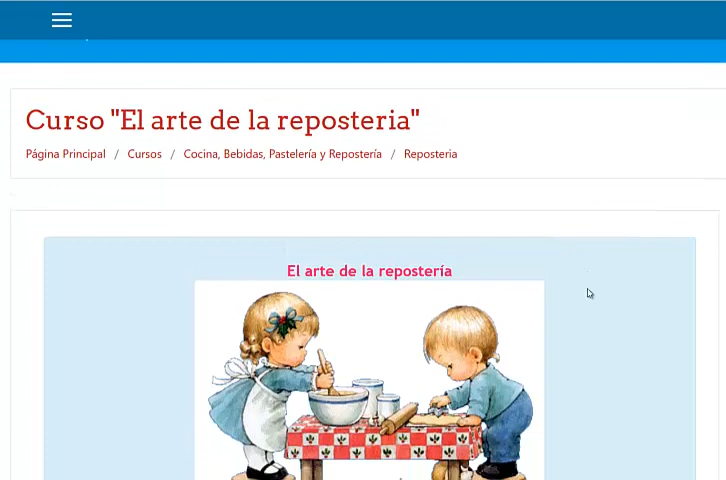 Curso "El arte de la reposteria"
Página Principal / Cursos / Cocina, Bebidas, Pastelería y Repostería / Reposteria
El arte de la repostería